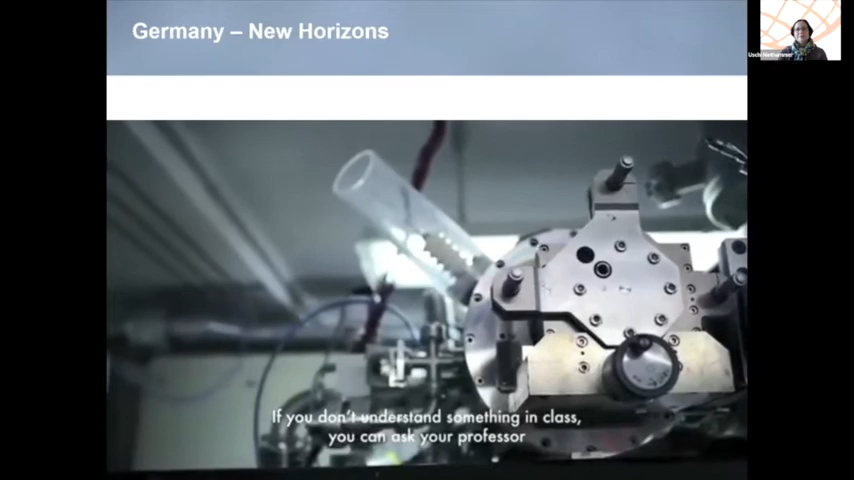 Germany – New Horizons
If you don't understand something in class,
you can ask your professor